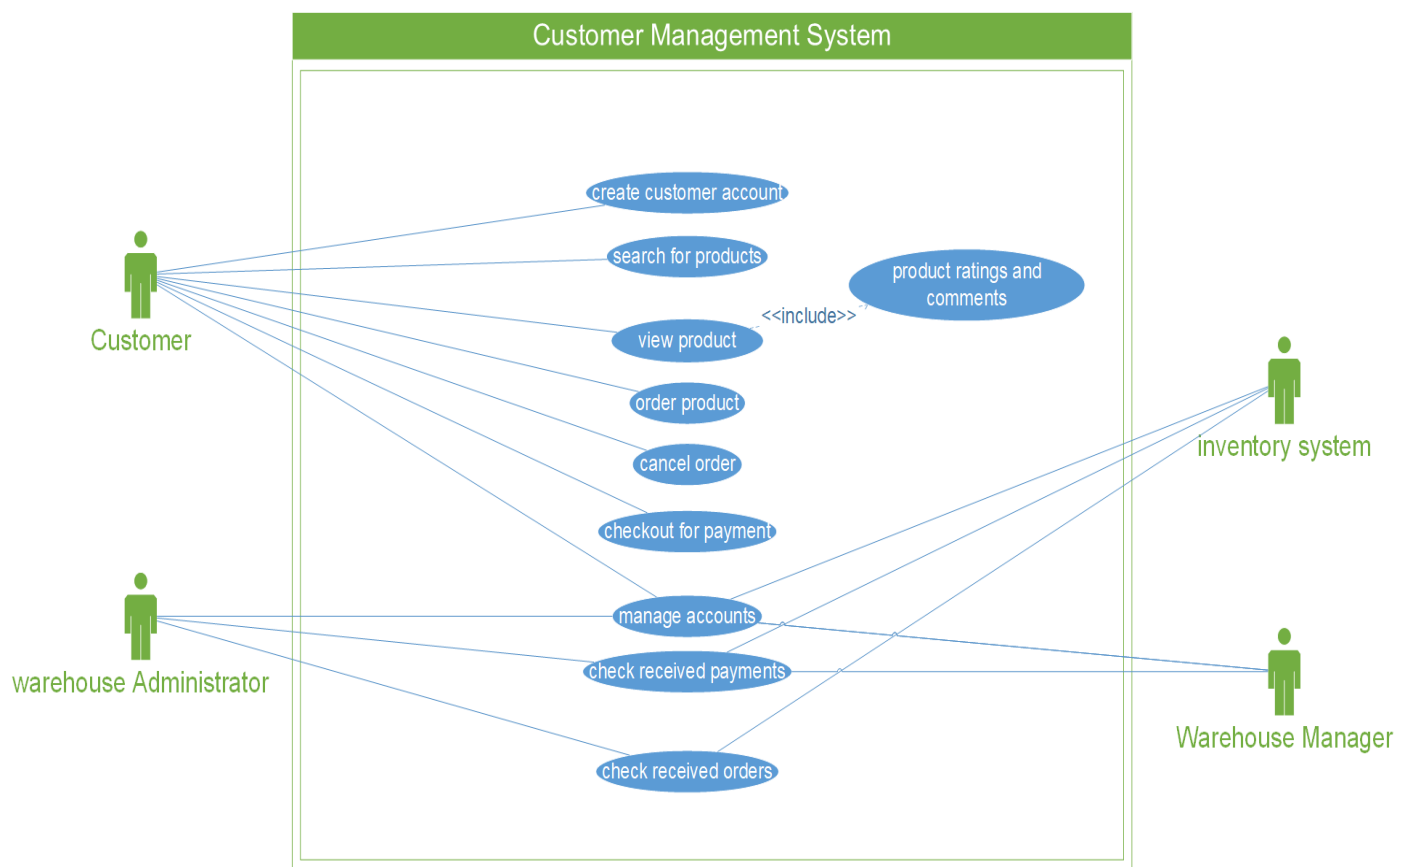 Customer Management System
create customer account
search for products
product ratings and
comments
<<include>>
view product
Customer
order product
inventory system
cancel order
checkout for payment
manage accounts
check received payments
warehouse Administrator
Warehouse Manager
check received orders